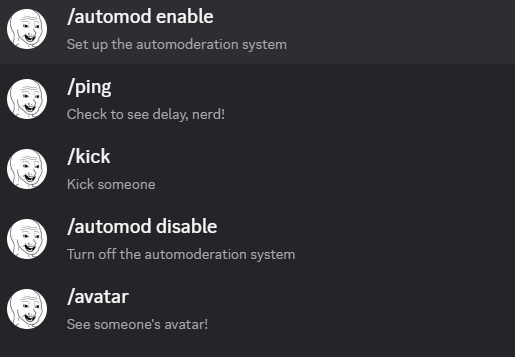 /automod enable
Set up the automoderation system
/ping
Check to see delay, nerd!
/kick
Kick someone
/automod disable
Turn off the automoderation system
/avatar
See someone's avatar!